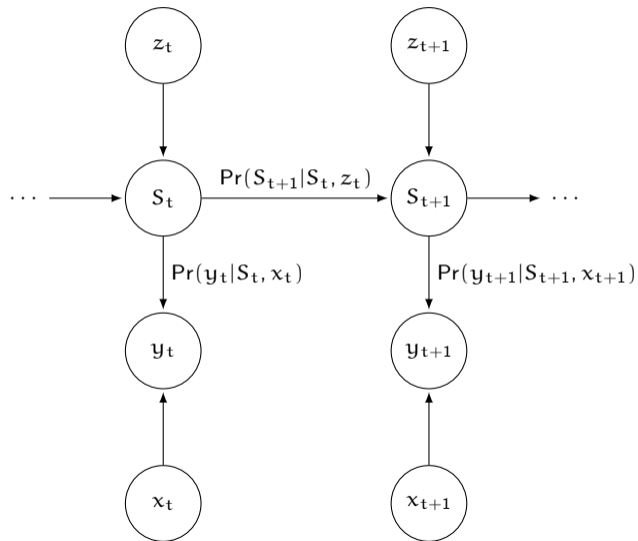 z_t z_{t+1}
Pr(S_{t+1}|S_t, z_t)
··· S_t S_{t+1} ···
Pr(y_t|S_t, x_t) Pr(y_{t+1}|S_{t+1}, x_{t+1})
y_t y_{t+1}
x_t x_{t+1}